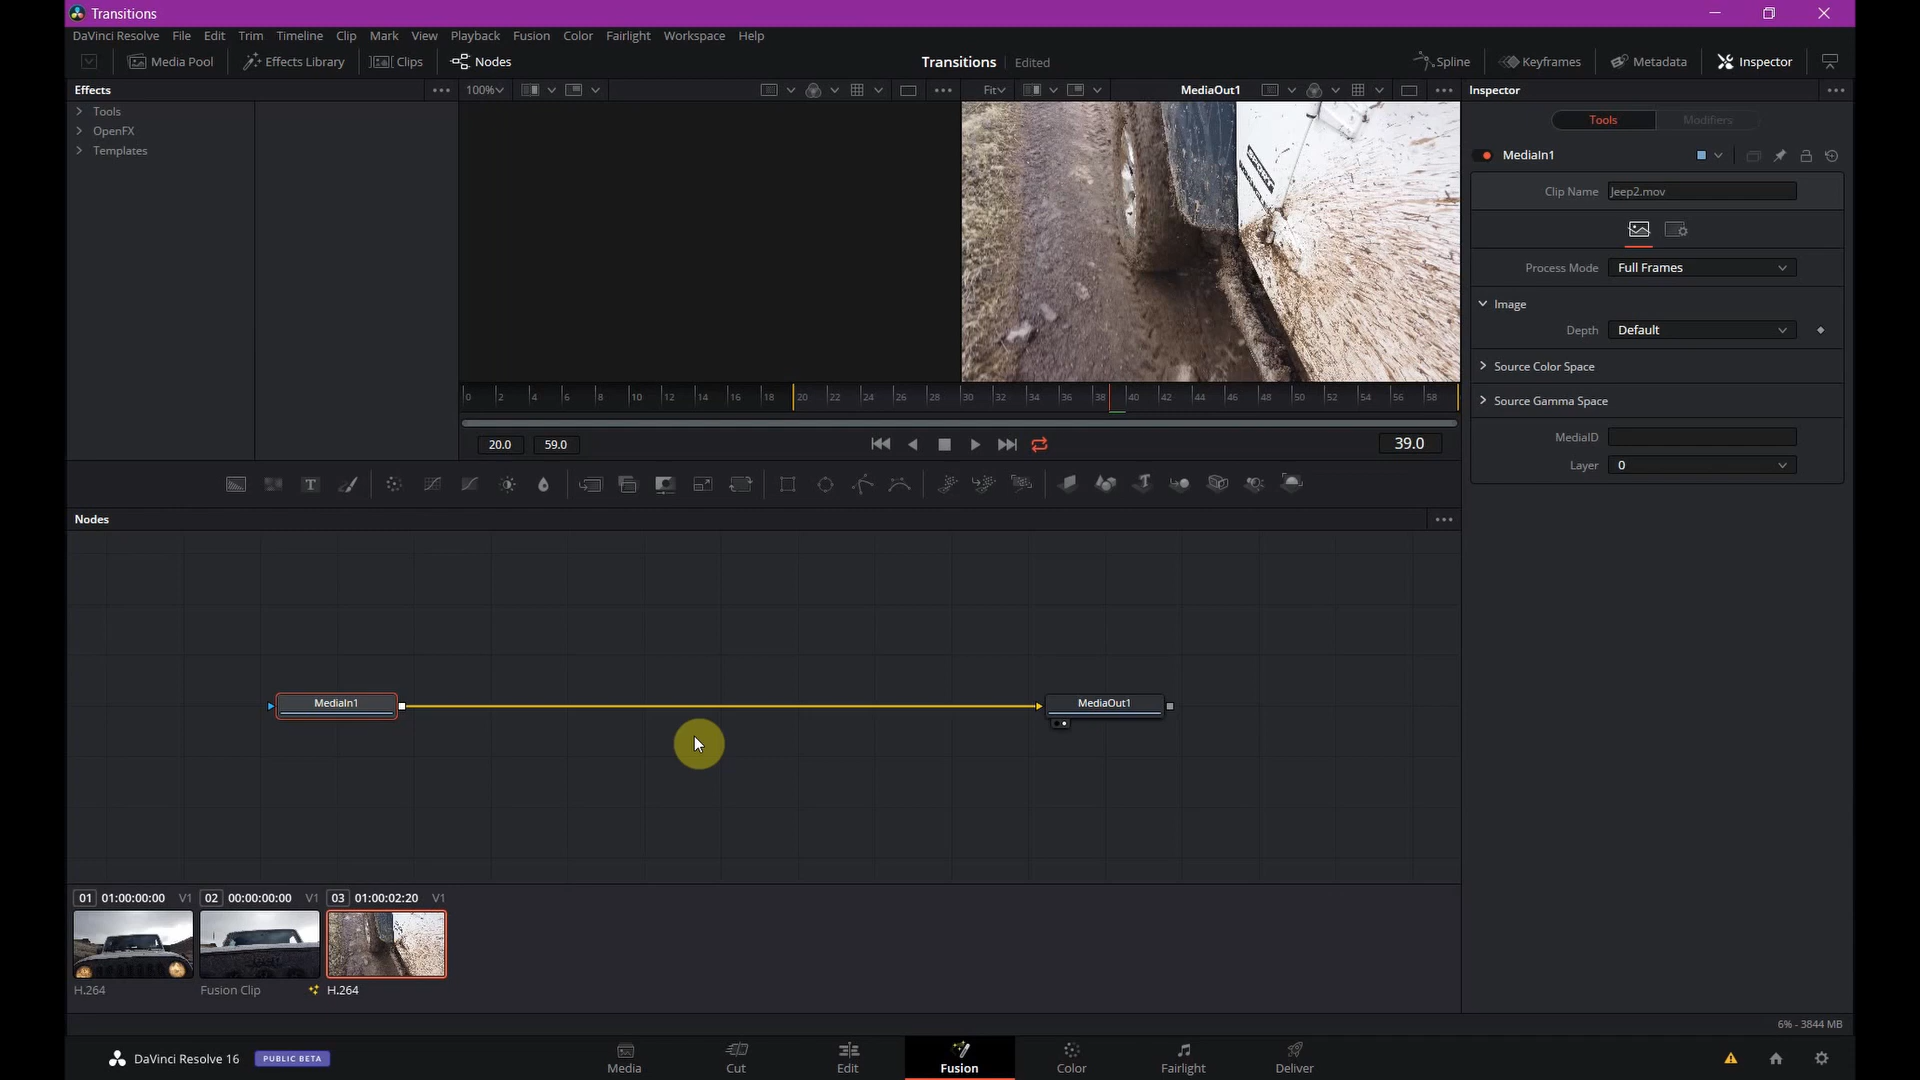 Transitions
DaVinci Resolve File Edit Trim Timeline Clip Mark View Playback Fusion Color Fairlight Workspace Help
Media Pool Effects Library Clips Nodes Transitions Edited Spline Keyframes Metadata Inspector
Effects 100% Fit MediaOut1 Inspector
Tools
OpenFX
Templates
Tools Modifiers
MediaIn1
Clip Name Jeep2.mov
Process Mode Full Frames
Image
Depth Default
Source Color Space
Source Gamma Space
MediaID
Layer 0
SPORT
0 2 4 6 8 10 12 14 16 18 20 22 24 26 28 30 32 34 36 38 40 42 44 46 48 50 52 54 56 58
20.0 59.0 39.0
T
Nodes
MediaIn1 MediaOut1
01 01:00:00:00 V1 02 00:00:00:00 V1 03 01:00:02:20 V1
H.264 Fusion Clip H.264
6% - 3844 MB
DaVinci Resolve 16 PUBLIC BETA
Media Cut Edit Fusion Color Fairlight Deliver